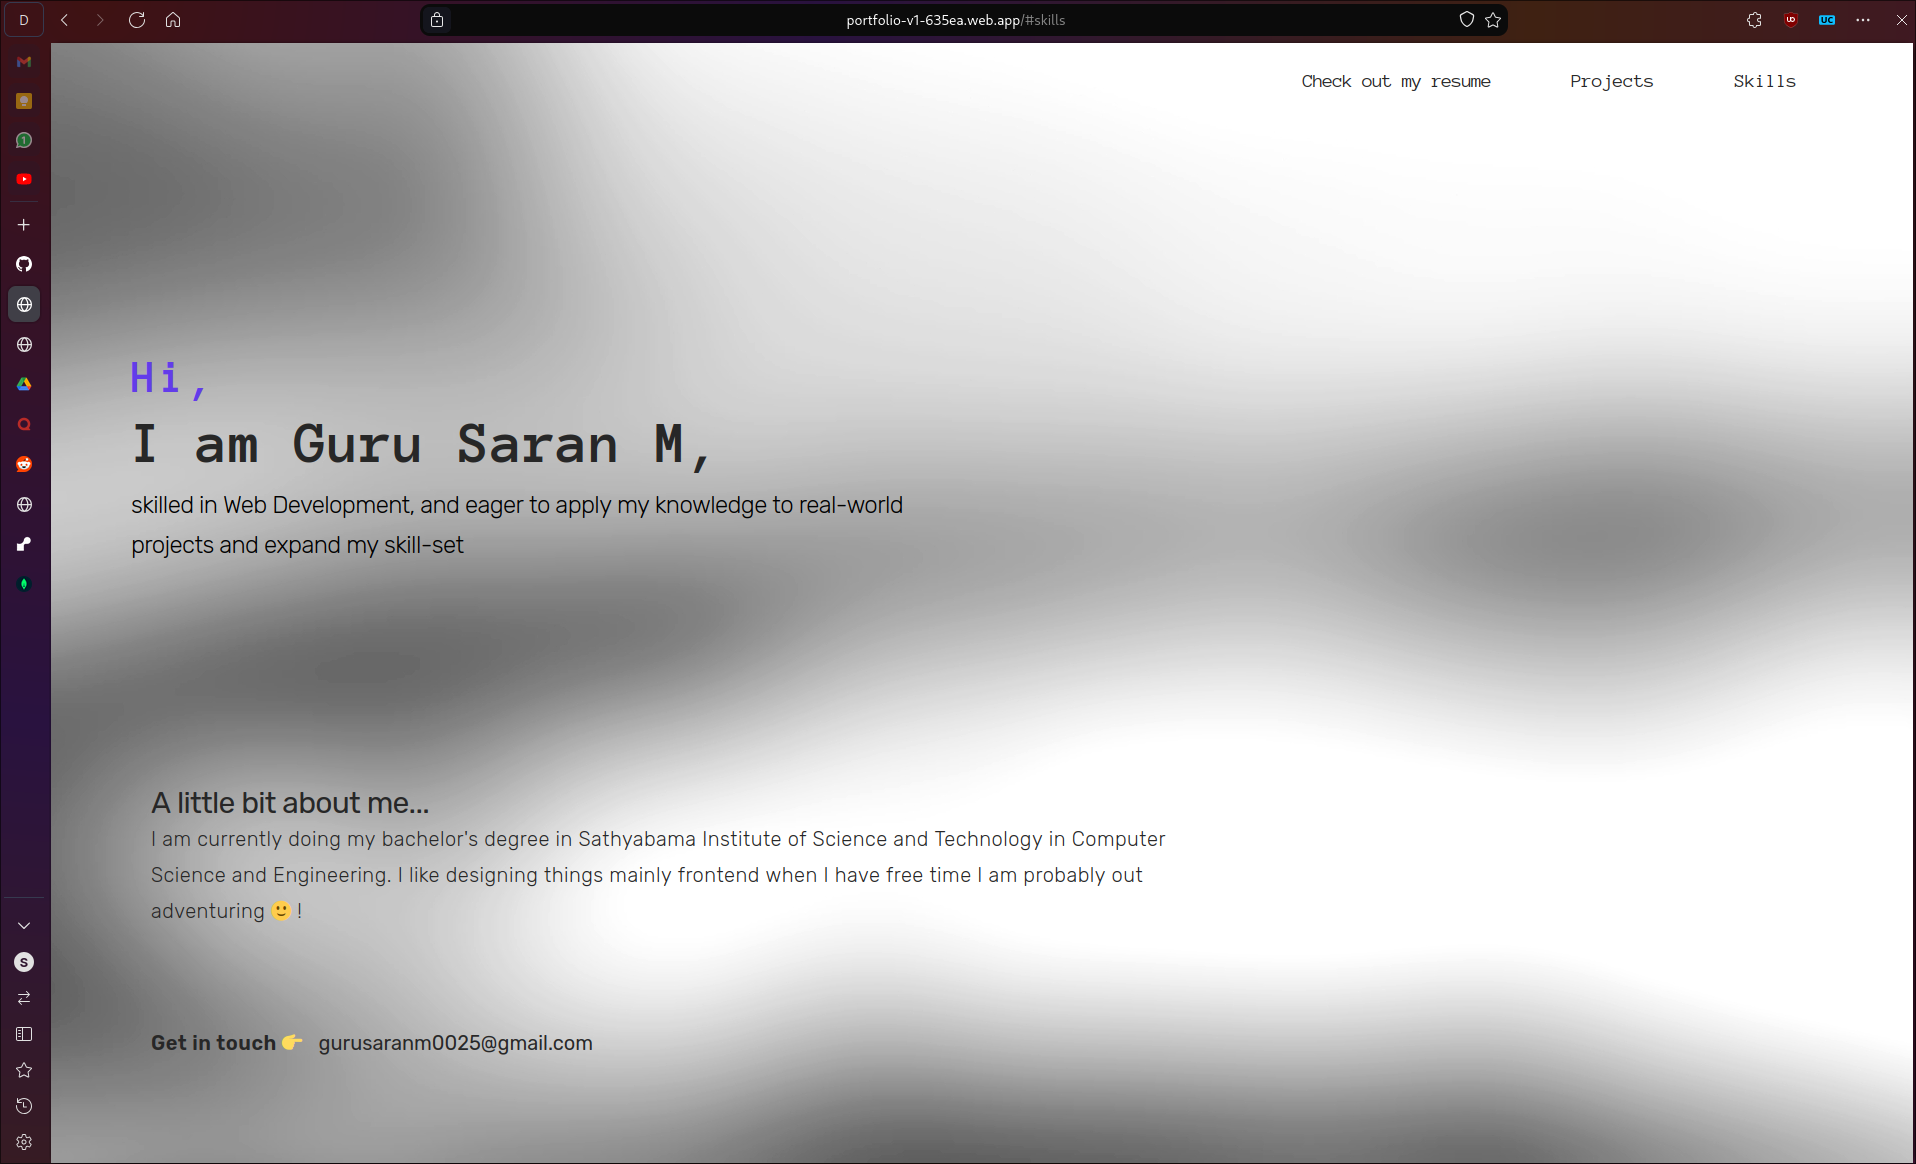 D
portfolio-v1-635ea.web.app/#skills
UC
1
Check out my resume
Projects
Skills
Hi,
I am Guru Saran M,
skilled in Web Development, and eager to apply my knowledge to real-world
projects and expand my skill-set
A little bit about me...
I am currently doing my bachelor's degree in Sathyabama Institute of Science and Technology in Computer
Science and Engineering. I like designing things mainly frontend when I have free time I am probably out
adventuring 🙂 !
S
Get in touch 👉 gurusaranm0025@gmail.com